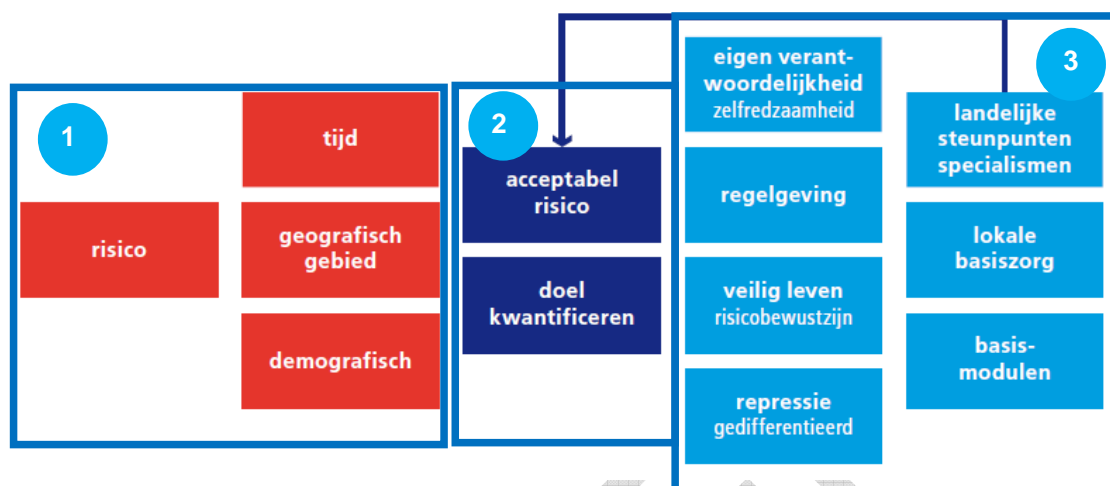 1
risico
tijd
geografisch
gebied
demografisch
2
acceptabel
risico
doel
kwantificeren
eigen verant-
woordelijkheid
zelfredzaamheid
regelgeving
veilig leven
risicobewustzijn
repressie
gedifferentieerd
3
landelijke
steunpunten
specialismen
lokale
basiszorg
basis-
modulen